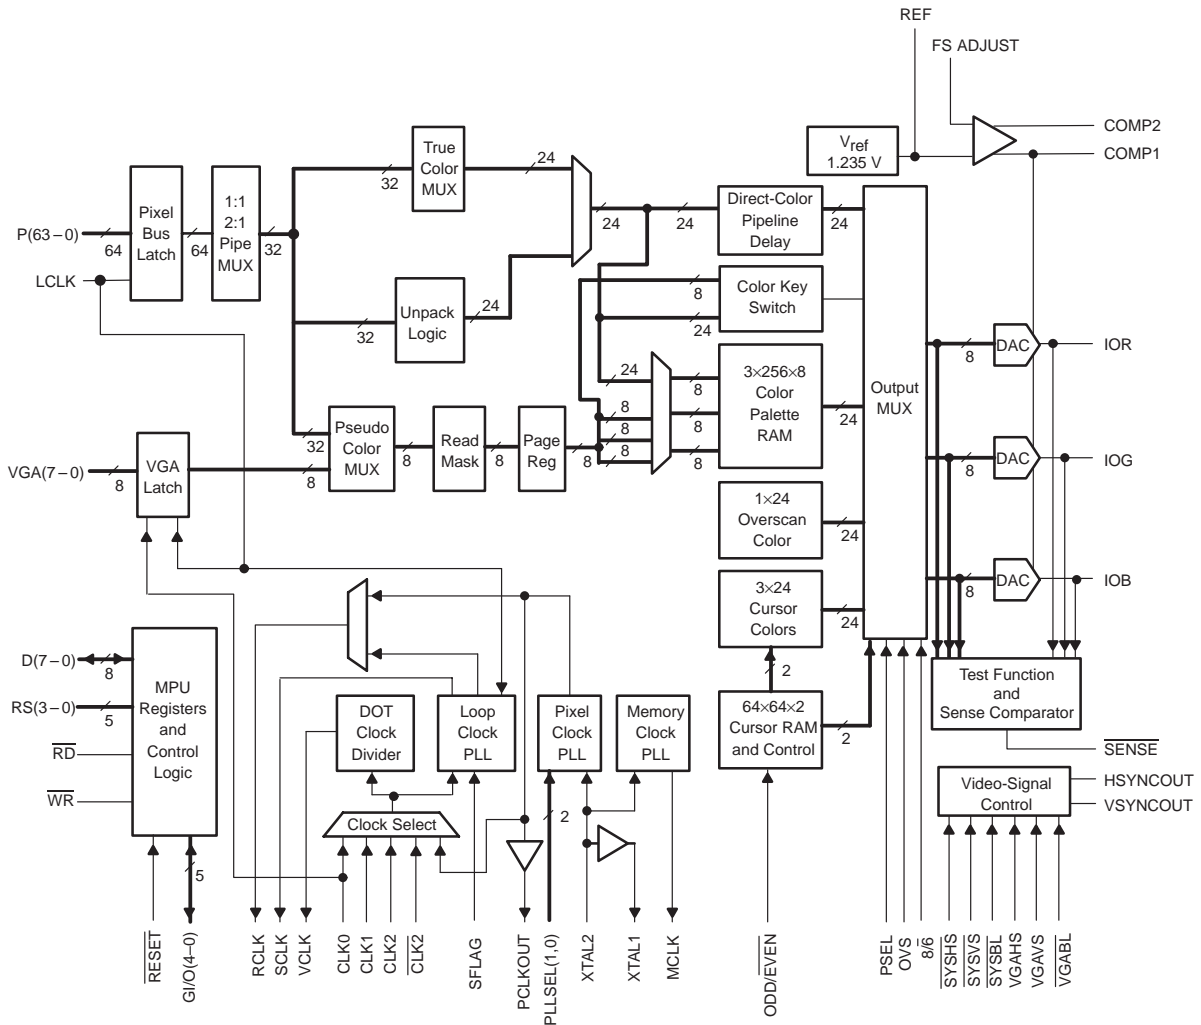 REF
FS ADJUST
COMP2
COMP1
Vref
1.235 V
True
Color
MUX
24
32
Pixel
Bus
Latch
1:1
2:1
Pipe
MUX
P(63–0)
64
64
32
LCLK
24
24
Direct-Color
Pipeline
Delay
24
Unpack
Logic
32
24
8
24
Color Key
Switch
24
8
8
8
8
8
8
3×256×8
Color
Palette
RAM
24
Output
MUX
8
DAC
IOR
Pseudo
Color
MUX
32
8
8
Read
Mask
8
Page
Reg
8
VGA(7–0)
8
VGA
Latch
8
DAC
IOG
1×24
Overscan
Color
24
8
DAC
IOB
3×24
Cursor
Colors
24
2
D(7–0)
8
RS(3–0)
5
RD
WR
MPU
Registers
and
Control
Logic
DOT
Clock
Divider
Loop
Clock
PLL
Pixel
Clock
PLL
Memory
Clock
PLL
64×64×2
Cursor RAM
and Control
2
Test Function
and
Sense Comparator
SENSE
Video-Signal
Control
HSYNCOUT
VSYNCOUT
Clock Select
2
5
RESET
GI/O(4–0)
RCLK
SCLK
VCLK
CLK0
CLK1
CLK2
CLK2
SFLAG
PCLKOUT
PLLSEL(1,0)
XTAL2
XTAL1
MCLK
ODD/EVEN
PSEL
OVS
8/6
SYSHS
SYSVS
SYSBL
VGAHS
VGAVS
VGABL